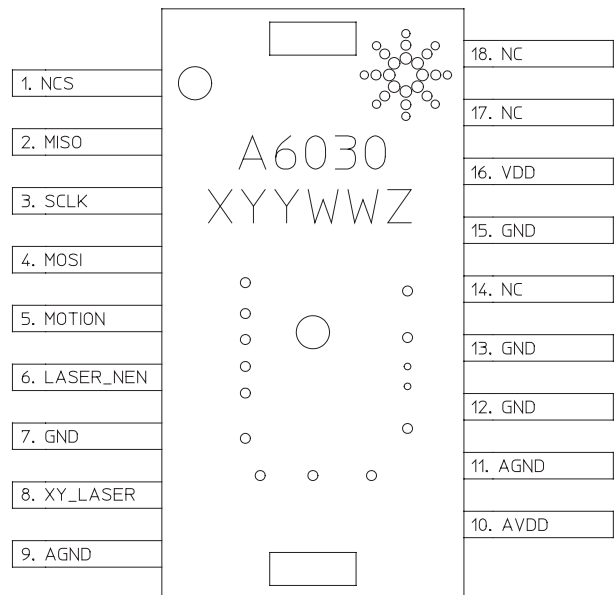 1. NCS
2. MISO
3. SCLK
4. MOSI
5. MOTION
6. LASER_NEN
7. GND
8. XY_LASER
9. AGND
A6030
XYYWWZ
18. NC
17. NC
16. VDD
15. GND
14. NC
13. GND
12. GND
11. AGND
10. AVDD